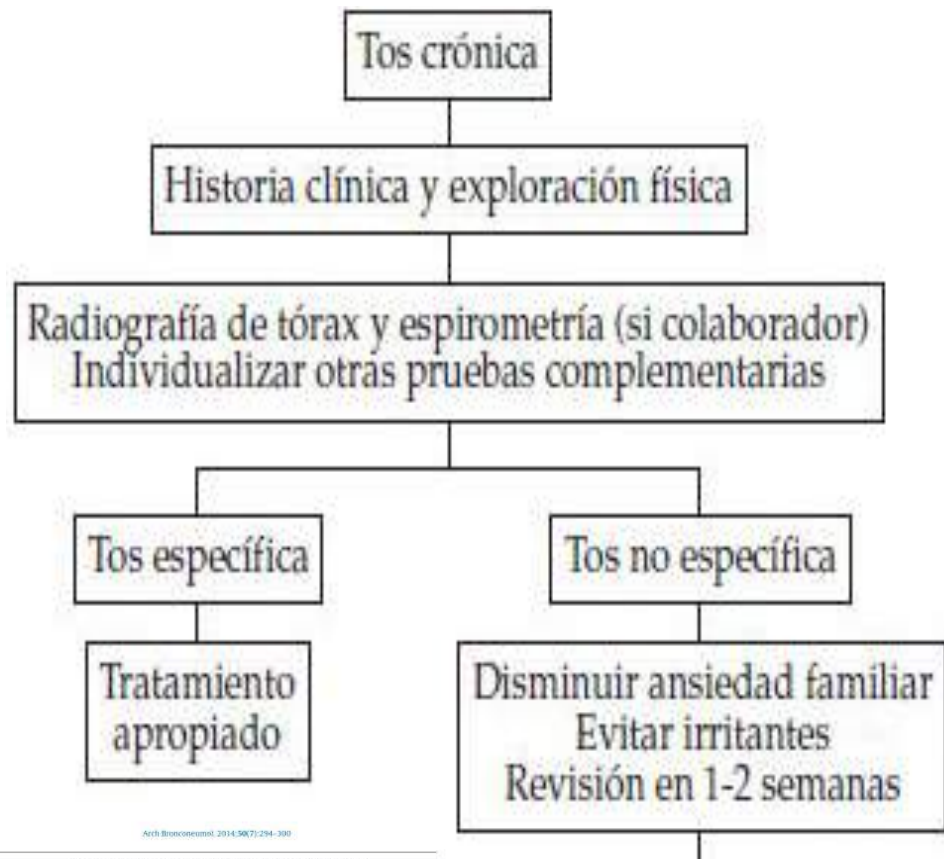 Tos crónica
Historia clínica y exploración física
Radiografía de tórax y espirometría (si colaborador)
Individualizar otras pruebas complementarias
Tos específica
Tos no específica
Tratamiento
apropiado
Disminuir ansiedad familiar
Evitar irritantes
Revisión en 1-2 semanas
Arch Bronconeumol. 2014;50(7):294–300